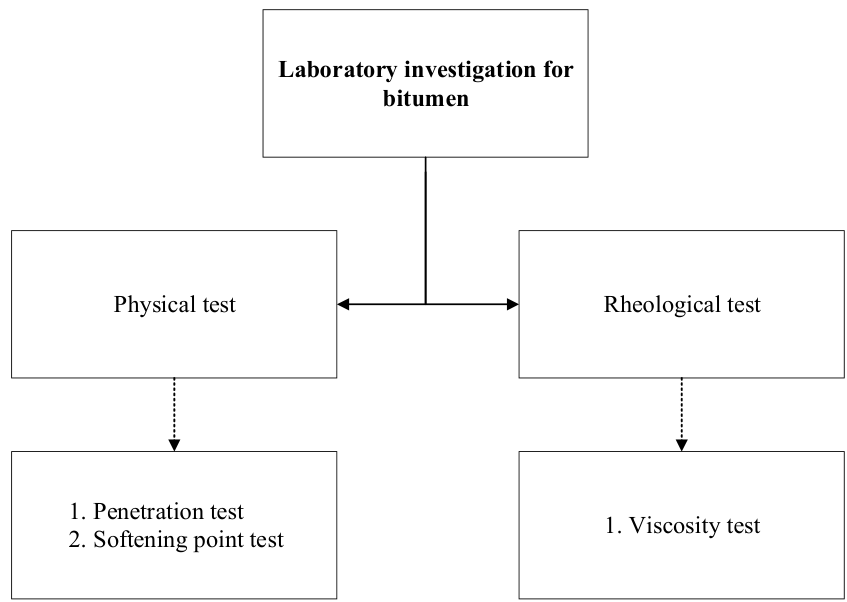 Laboratory investigation for
bitumen
Physical test
Rheological test
1. Penetration test
2. Softening point test
1. Viscosity test